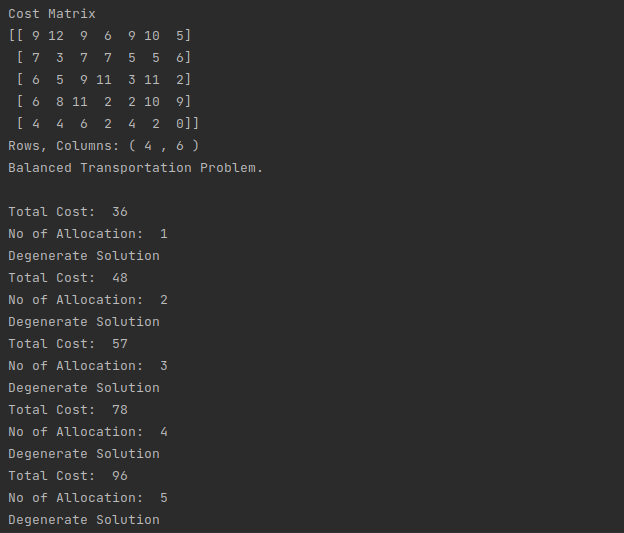 Cost Matrix
[[ 9 12  9  6  9 10  5]
 [ 7  3  7  7  5  5  6]
 [ 6  5  9 11  3 11  2]
 [ 6  8 11  2  2 10  9]
 [ 4  4  6  2  4  2  0]]
Rows, Columns: ( 4 , 6 )
Balanced Transportation Problem.

Total Cost:  36
No of Allocation:  1
Degenerate Solution
Total Cost:  48
No of Allocation:  2
Degenerate Solution
Total Cost:  57
No of Allocation:  3
Degenerate Solution
Total Cost:  78
No of Allocation:  4
Degenerate Solution
Total Cost:  96
No of Allocation:  5
Degenerate Solution